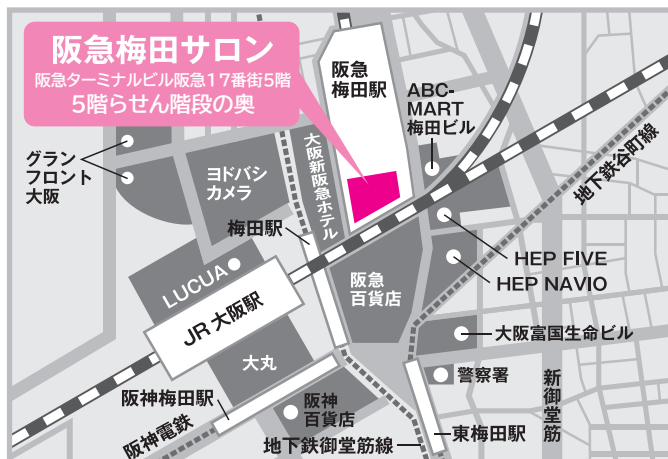 阪急梅田サロン
阪急ターミナルビル阪急17番街5階
5階らせん階段の奥
阪急
梅田駅
ABC-
MART
梅田ビル
地下鉄谷町線
グラン
フロント
大阪
ヨドバシ
カメラ
大阪新阪急ホテル
梅田駅
HEP FIVE
HEP NAVIO
LUCUA
阪急
百貨店
JR大阪駅
大阪富国生命ビル
大丸
警察署
新御堂筋
阪神梅田駅
阪神
百貨店
東梅田駅
阪神電鉄
地下鉄御堂筋線